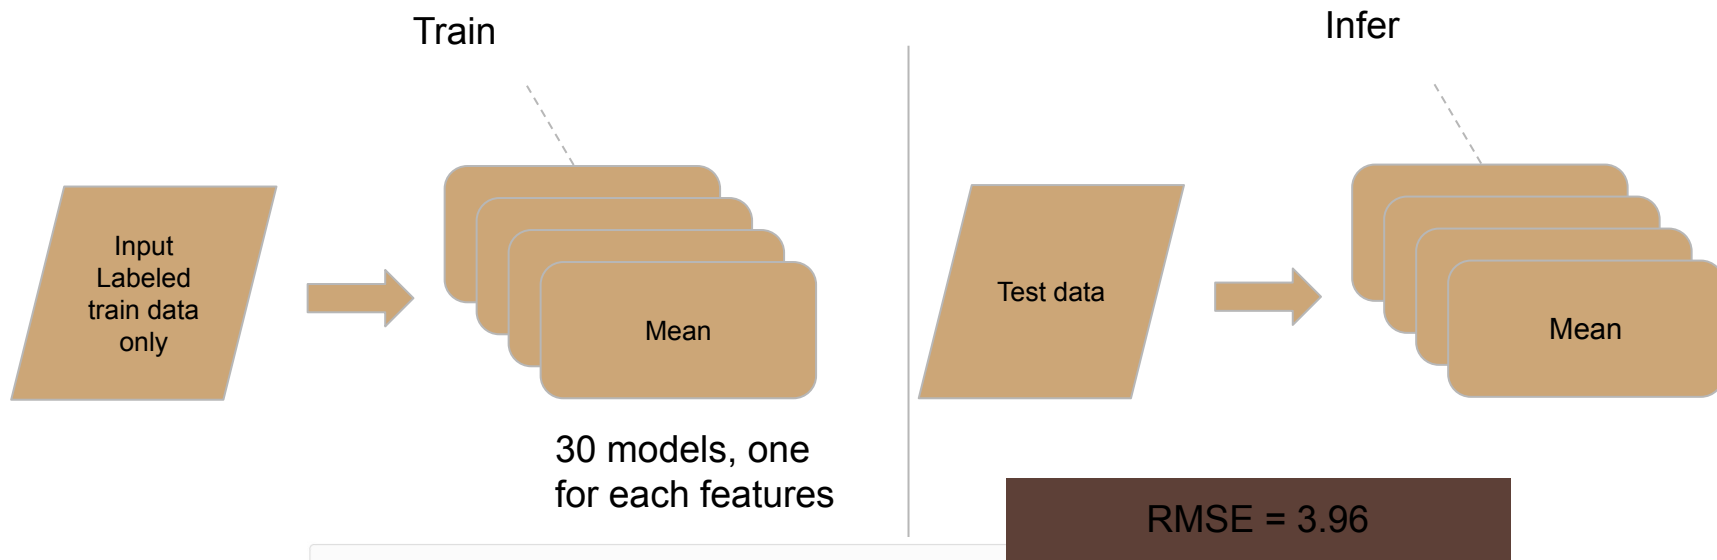 Train
Infer
Input
Labeled
train data
only
Mean
Test data
Mean
30 models, one
for each features
RMSE = 3.96